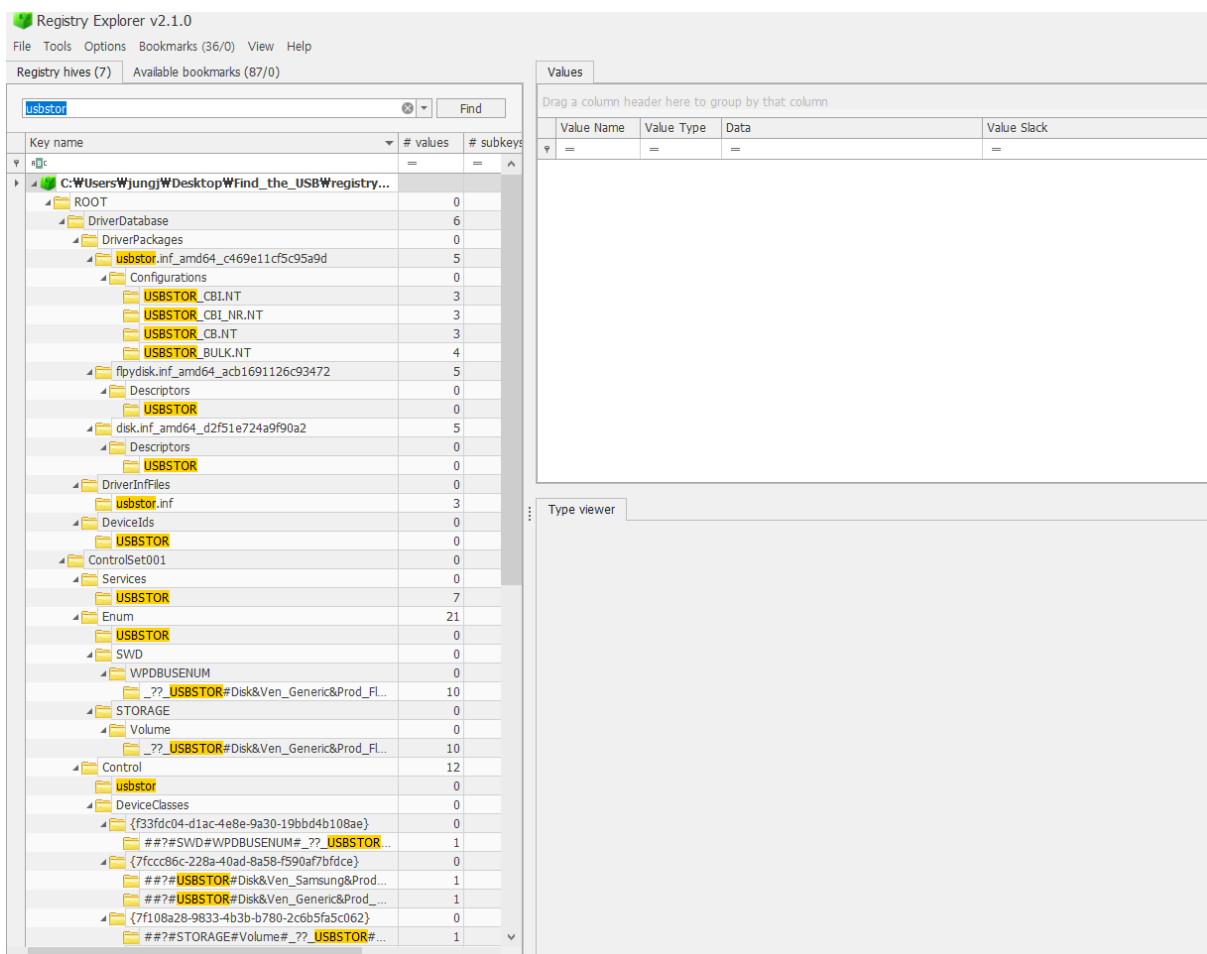 Registry Explorer v2.1.0
File Tools Options Bookmarks (36/0) View Help
Registry hives (7) Available bookmarks (87/0)
usbstor Find
Key name # values # subkeys
= =
C:₩Users₩jungj₩Desktop₩Find_the_USB₩registry...
ROOT 0
DriverDatabase 6
DriverPackages 0
usbstor.inf_amd64_c469e11cf5c95a9d 5
Configurations 0
USBSTOR_CBI.NT 3
USBSTOR_CBI_NR.NT 3
USBSTOR_CB.NT 3
USBSTOR_BULK.NT 4
flpydisk.inf_amd64_acb1691126c93472 5
Descriptors 0
USBSTOR 0
disk.inf_amd64_d2f51e724a9f90a2 5
Descriptors 0
USBSTOR 0
DriverInfFiles 0
usbstor.inf 3
DeviceIds 0
USBSTOR 0
ControlSet001 0
Services 0
USBSTOR 7
Enum 21
USBSTOR 0
SWD 0
WPDBUSENUM 0
_??_USBSTOR#Disk&Ven_Generic&Prod_Fl... 10
STORAGE 0
Volume 0
_??_USBSTOR#Disk&Ven_Generic&Prod_Fl... 10
Control 12
usbstor 0
DeviceClasses 0
{f33fdc04-d1ac-4e8e-9a30-19bbd4b108ae} 0
##?#SWD#WPDBUSENUM#_??_USBSTOR... 1
{7fccc86c-228a-40ad-8a58-f590af7bfdce} 0
##?#USBSTOR#Disk&Ven_Samsung&Prod... 1
##?#USBSTOR#Disk&Ven_Generic&Prod_... 1
{7f108a28-9833-4b3b-b780-2c6b5fa5c062} 0
##?#STORAGE#Volume#_??_USBSTOR#... 1
Values
Drag a column header here to group by that column
Value Name Value Type Data Value Slack
= = = =
Type viewer